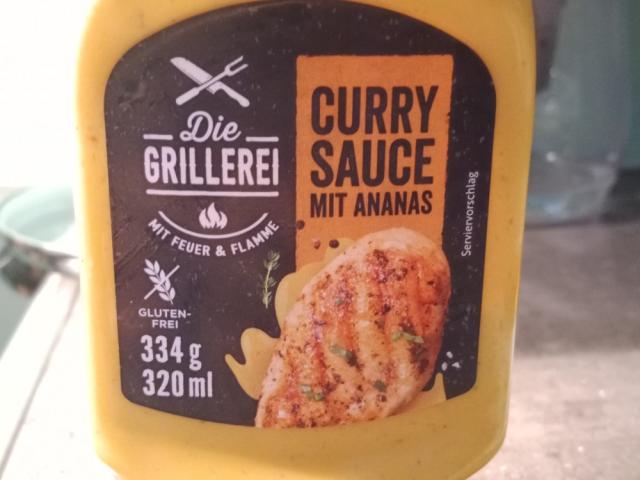 Die
GRILLEREI
MIT FEUER & FLAMME
GLUTEN-
FREI
334 g
320 ml
CURRY
SAUCE
MIT ANANAS
Serviervorschlag